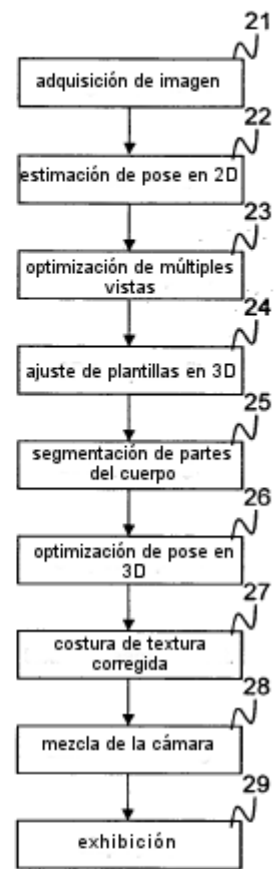 21
adquisición de imagen
22
estimación de pose en 2D
23
optimización de múltiples
vistas
24
ajuste de plantillas en 3D
25
segmentación de partes
del cuerpo
26
optimización de pose en
3D
27
costura de textura
corregida
28
mezcla de la cámara
29
exhibición